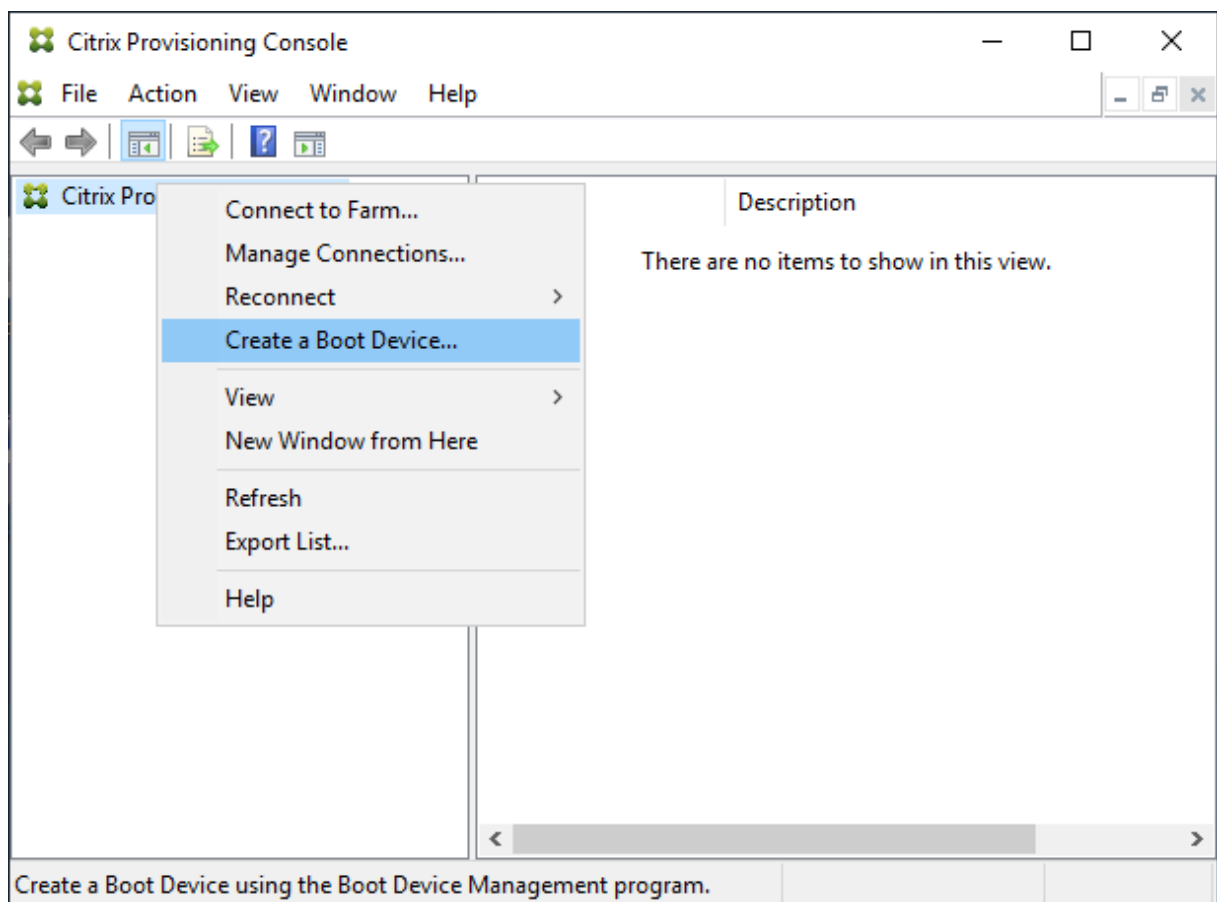 Citrix Provisioning Console
File Action View Window Help
Citrix Pro
Description
Connect to Farm...
There are no items to show in this view.
Manage Connections...
Reconnect
Create a Boot Device...
View
New Window from Here
Refresh
Export List...
Help
Create a Boot Device using the Boot Device Management program.